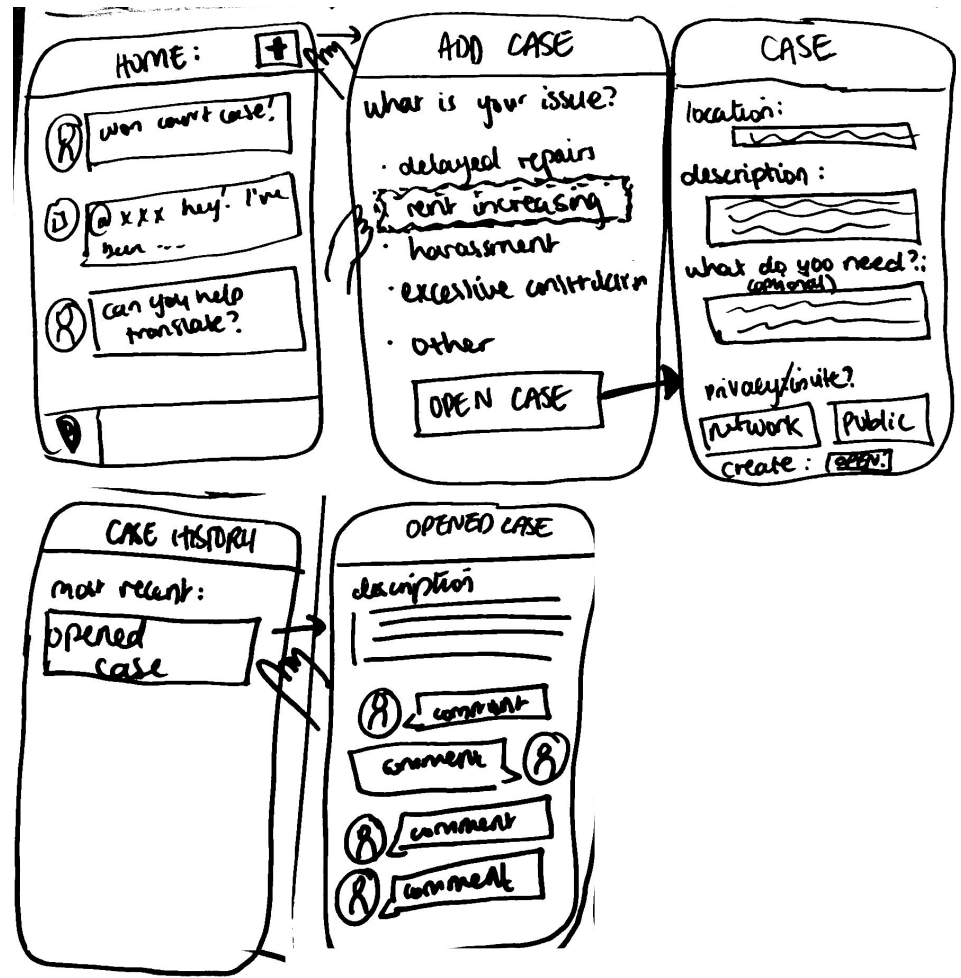 HOME:
+
won court case!
@xxx hey! I've
been ...
can you help
translate?
ADD CASE
what is your issue?
· delayed repairs
· rent increasing
· harassment
· excessive construction
· other
OPEN CASE
CASE
location:
description:
what do you need?:
(optional)
privacy/invite?
network
public
create: OPEN
CASE HISTORY
most recent:
opened
case
OPENED CASE
description
comment
comment
comment
comment